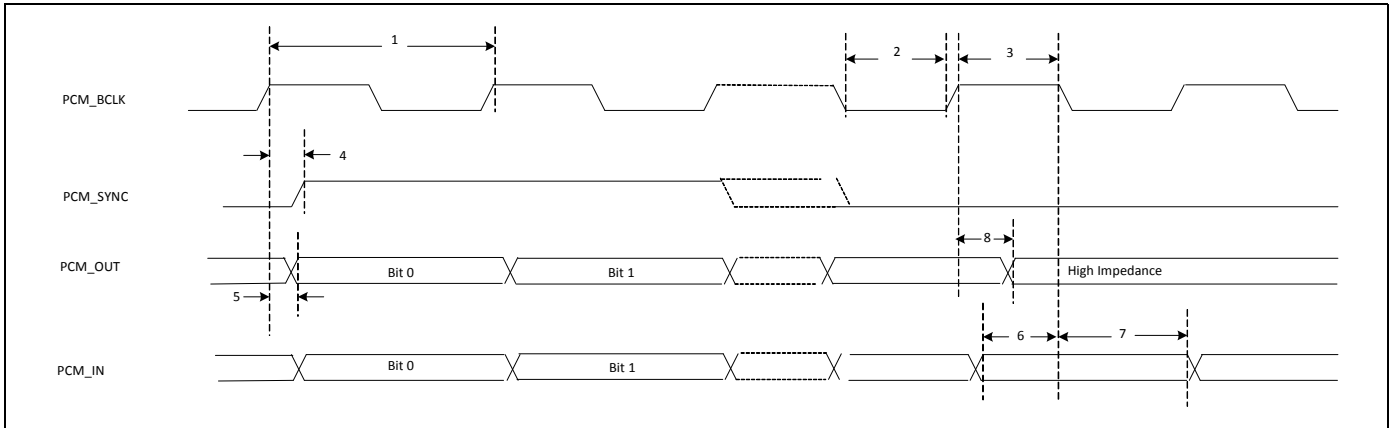 1
2
3
PCM_BCLK
4
PCM_SYNC
8
PCM_OUT
Bit 0
Bit 1
High Impedance
5
6
7
PCM_IN
Bit 0
Bit 1